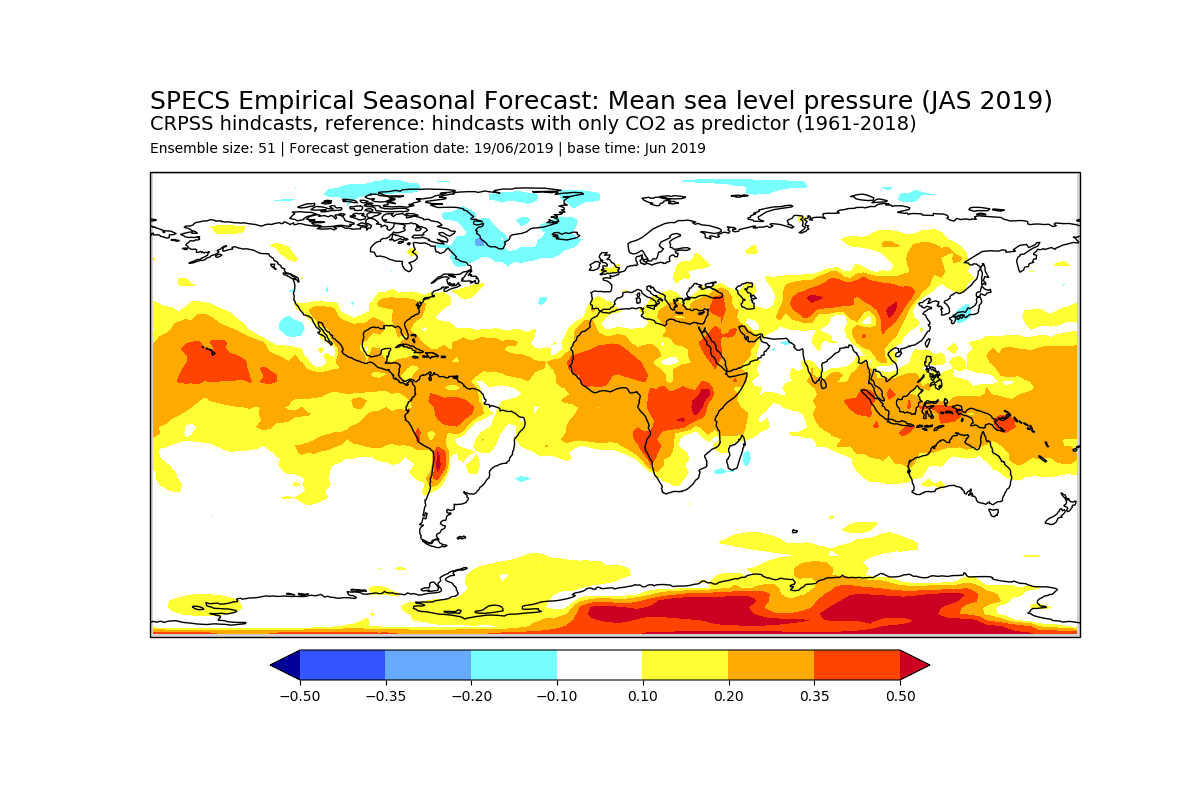 SPECS Empirical Seasonal Forecast: Mean sea level pressure (JAS 2019)
CRPSS hindcasts, reference: hindcasts with only CO2 as predictor (1961-2018)
Ensemble size: 51 | Forecast generation date: 19/06/2019 | base time: Jun 2019
−0.50 −0.35 −0.20 −0.10 0.10 0.20 0.35 0.50